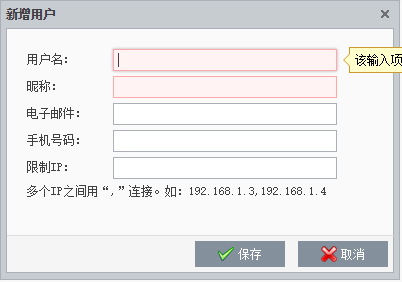 新增用户
用户名:
该输入项
昵称:
电子邮件:
手机号码:
限制IP:
多个IP之间用“,”连接。如: 192.168.1.3,192.168.1.4
保存 取消